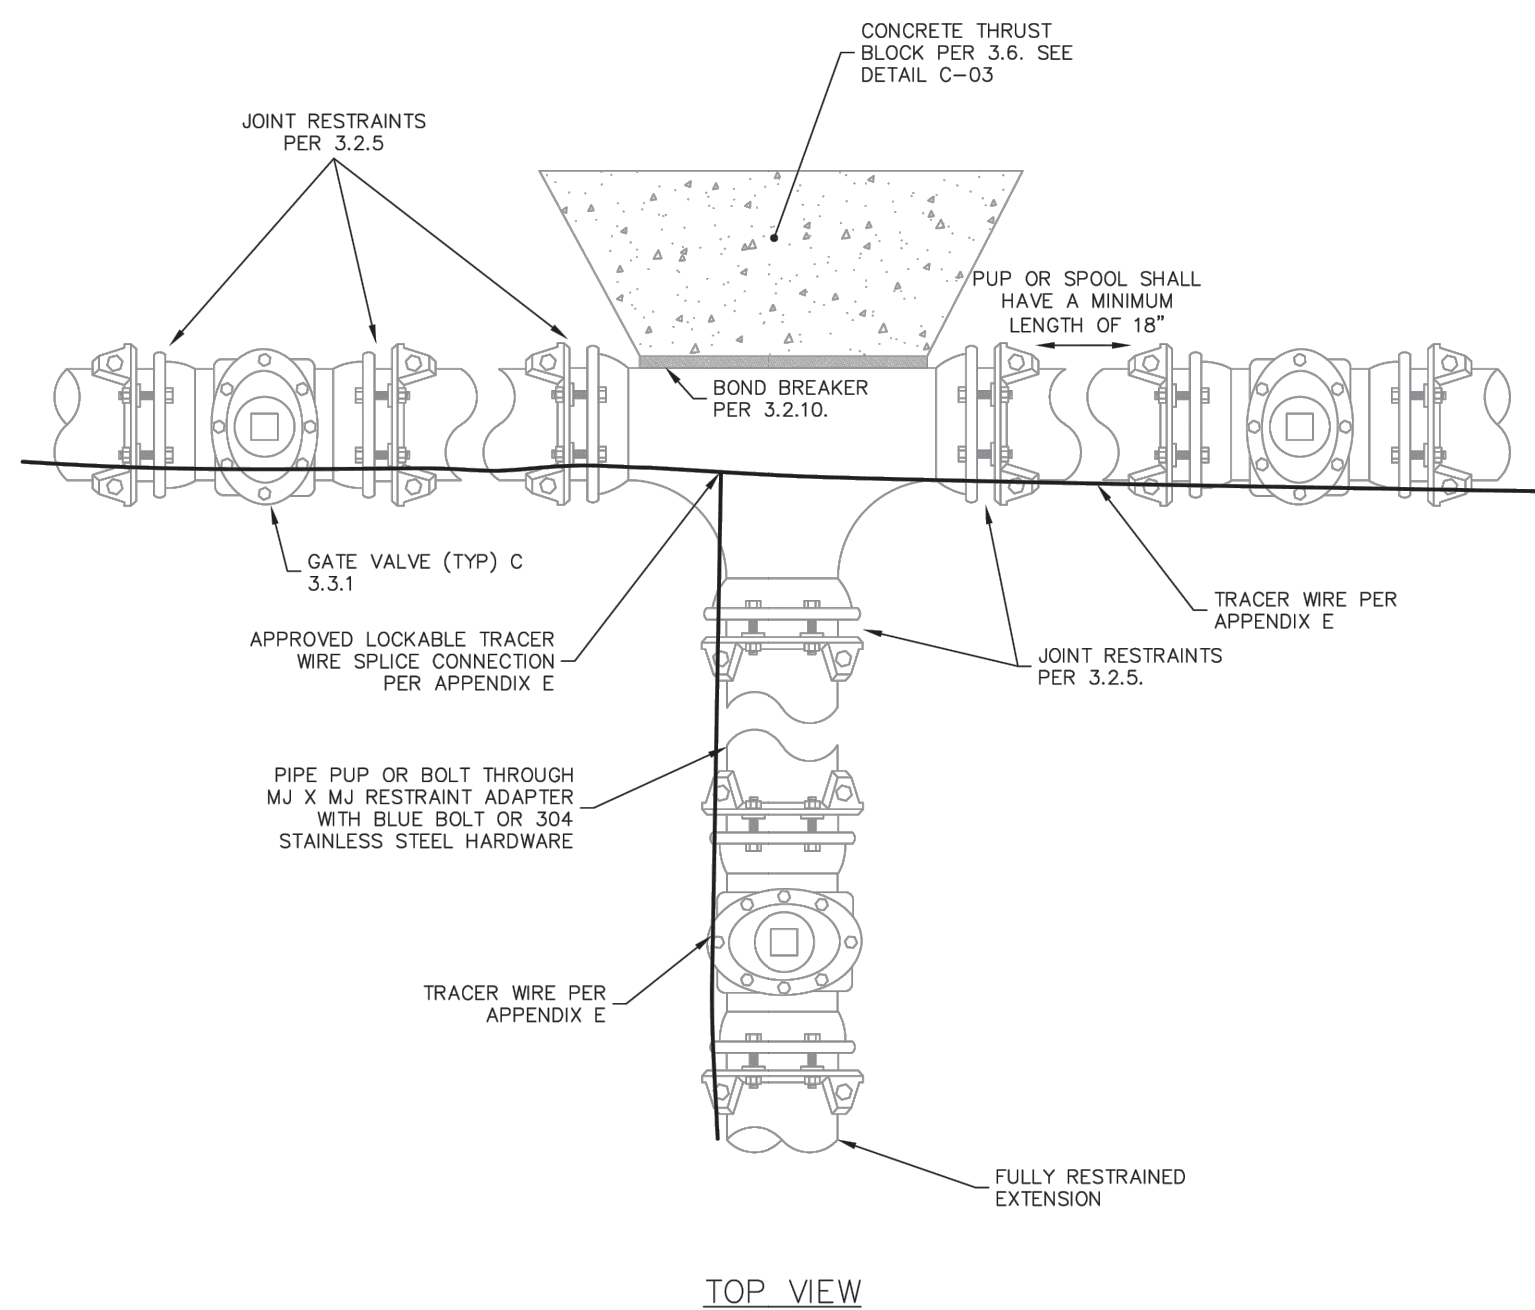 CONCRETE THRUST
BLOCK PER 3.6. SEE
DETAIL C-03
JOINT RESTRAINTS
PER 3.2.5
PUP OR SPOOL SHALL
HAVE A MINIMUM
LENGTH OF 18"
BOND BREAKER
PER 3.2.10.
GATE VALVE (TYP) C
3.3.1
APPROVED LOCKABLE TRACER
WIRE SPLICE CONNECTION
PER APPENDIX E
TRACER WIRE PER
APPENDIX E
JOINT RESTRAINTS
PER 3.2.5.
PIPE PUP OR BOLT THROUGH
MJ X MJ RESTRAINT ADAPTER
WITH BLUE BOLT OR 304
STAINLESS STEEL HARDWARE
TRACER WIRE PER
APPENDIX E
FULLY RESTRAINED
EXTENSION
TOP VIEW